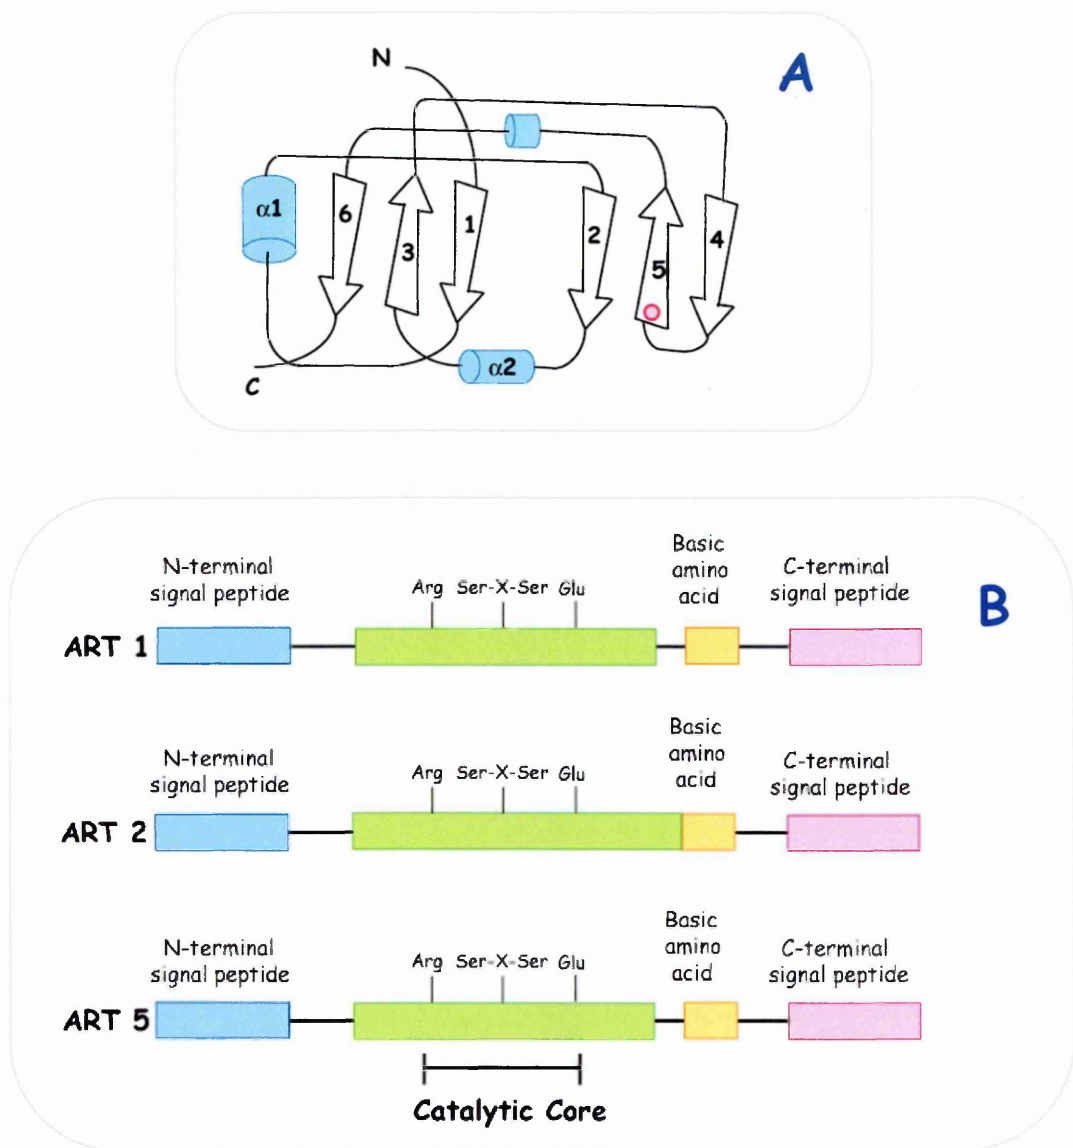 A
N
α1
6
3
1
2
5
4
α2
C
B
N-terminal
signal peptide
Arg Ser-X-Ser Glu
Basic
amino
acid
C-terminal
signal peptide
ART 1
N-terminal
signal peptide
Arg Ser-X-Ser Glu
Basic
amino
acid
C-terminal
signal peptide
ART 2
N-terminal
signal peptide
Arg Ser-X-Ser Glu
Basic
amino
acid
C-terminal
signal peptide
ART 5
Catalytic Core